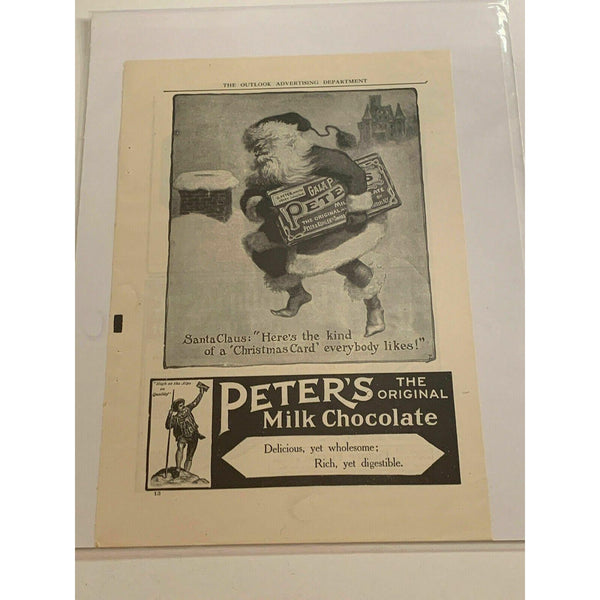 THE OUTLOOK ADVERTISING DEPARTMENT
GALA P
PETER'S
MIL
THE ORIGINAL
Santa Claus: "Here's the kind
of a 'Christmas Card' everybody likes!"
"High as the Alps
in
Quality"
PETER'S THE ORIGINAL
Milk Chocolate
Delicious, yet wholesome;
Rich, yet digestible.
13